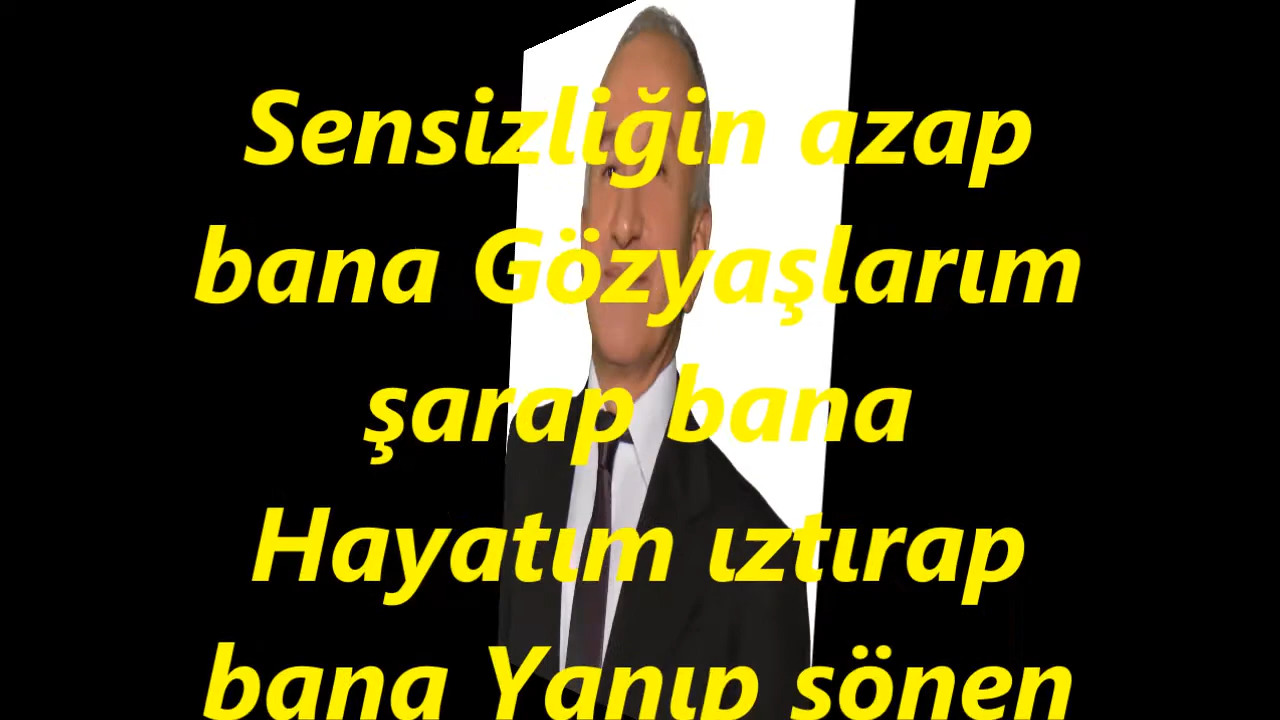 Sensizliğin azap
bana Gözyaşlarım
şarap bana
Hayatım ıztırap
bana Yanıp sönen